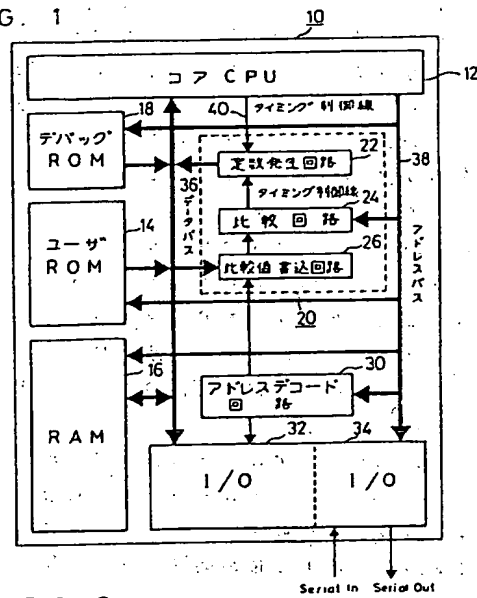 G. 1
10
コア CPU
12
40
タイミング制御線
18
デバッグ
ROM
定数発生回路
22
38
36
データバス
タイミング制御線
24
14
比較回路
ユーザ
ROM
26
比較値書込回路
アドレスバス
20
16
30
アドレスデコード
回路
RAM
32
34
I/O
I/O
Serial In
Serial Out